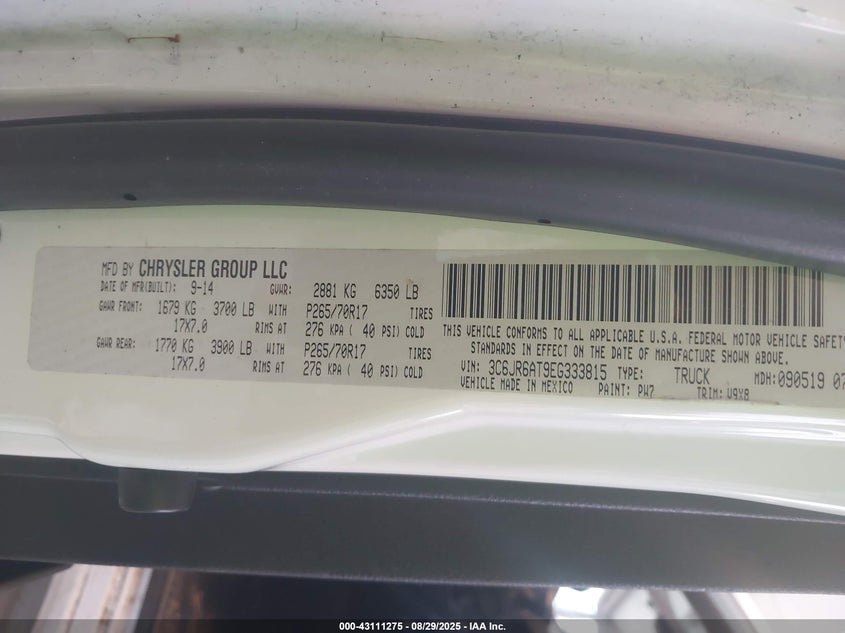 MFD BY CHRYSLER GROUP LLC
DATE OF MFR(BUILT): 9-14 GVWR: 2881 KG 6350 LB
GAWR FRONT: 1679 KG 3700 LB WITH P265/70R17 TIRES
17X7.0 RIMS AT 276 KPA ( 40 PSI) COLD
GAWR REAR: 1770 KG 3900 LB WITH P265/70R17 TIRES
17X7.0 RIMS AT 276 KPA ( 40 PSI) COLD
THIS VEHICLE CONFORMS TO ALL APPLICABLE U.S.A. FEDERAL MOTOR VEHICLE SAFETY
STANDARDS IN EFFECT ON THE DATE OF MANUFACTURE SHOWN ABOVE.
VIN: 3C6JR6AT9EG333815 TYPE: TRUCK MDH: 090519 07
VEHICLE MADE IN MEXICO PAINT: PW7 TRIM: V9X8
000-43111275 - 08/29/2025 - IAA Inc.